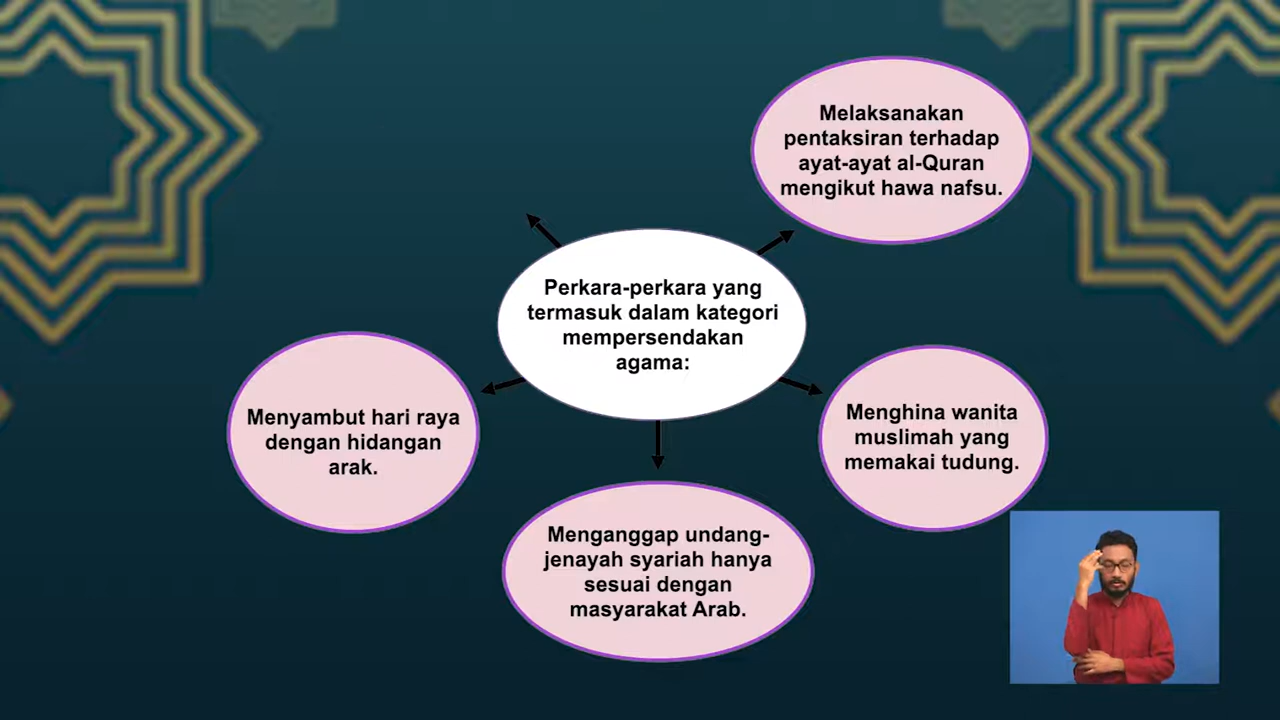 Melaksanakan
pentaksiran terhadap
ayat-ayat al-Quran
mengikut hawa nafsu.
Perkara-perkara yang
termasuk dalam kategori
mempersendakan
agama:
Menyambut hari raya
dengan hidangan
arak.
Menghina wanita
muslimah yang
memakai tudung.
Menganggap undang-
jenayah syariah hanya
sesuai dengan
masyarakat Arab.